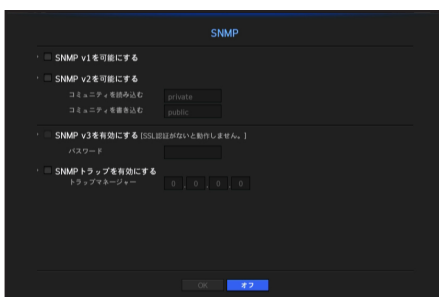 SNMP
SNMP v1を可能にする
SNMP v2を可能にする
コミュニティを読み込む private
コミュニティを書き込む public
SNMP v3を有効にする [SSL認証がないと動作しません。]
パスワード
SNMPトラップを有効にする
トラップマネージャー 0 . 0 . 0 . 0
OK オフ